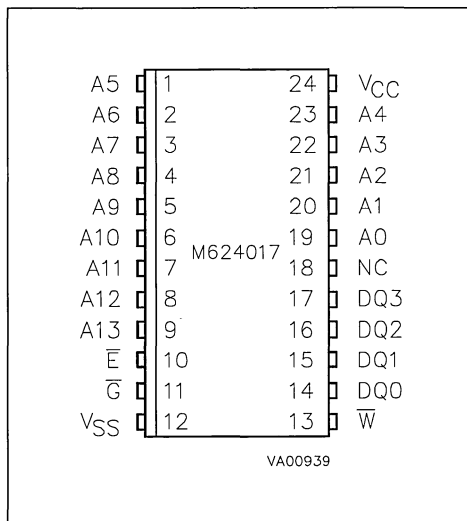 A5 1 24 VCC
A6 2 23 A4
A7 3 22 A3
A8 4 21 A2
A9 5 20 A1
A10 6 19 A0
M624017
A11 7 18 NC
A12 8 17 DQ3
A13 9 16 DQ2
E̅ 10 15 DQ1
G̅ 11 14 DQ0
VSS 12 13 W̅
VA00939